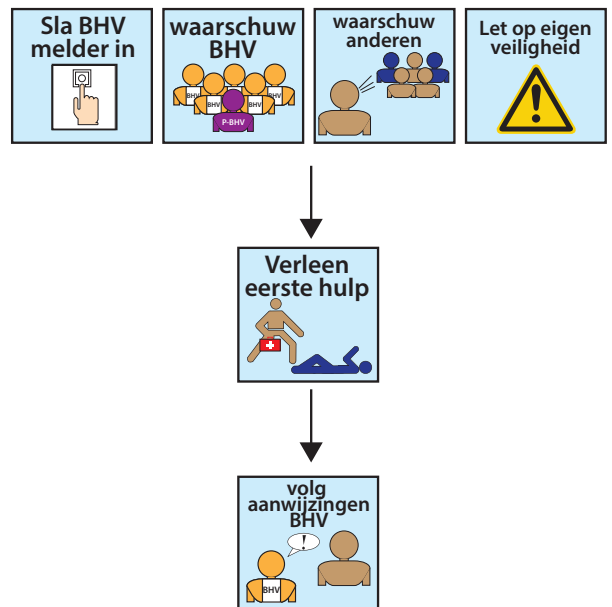 Sla BHV
melder in
waarschuw
BHV
BHV
BHV
BHV
BHV
P-BHV
waarschuw
anderen
Let op eigen
veiligheid
!
Verleen
eerste hulp
volg
aanwijzingen
BHV
!
BHV